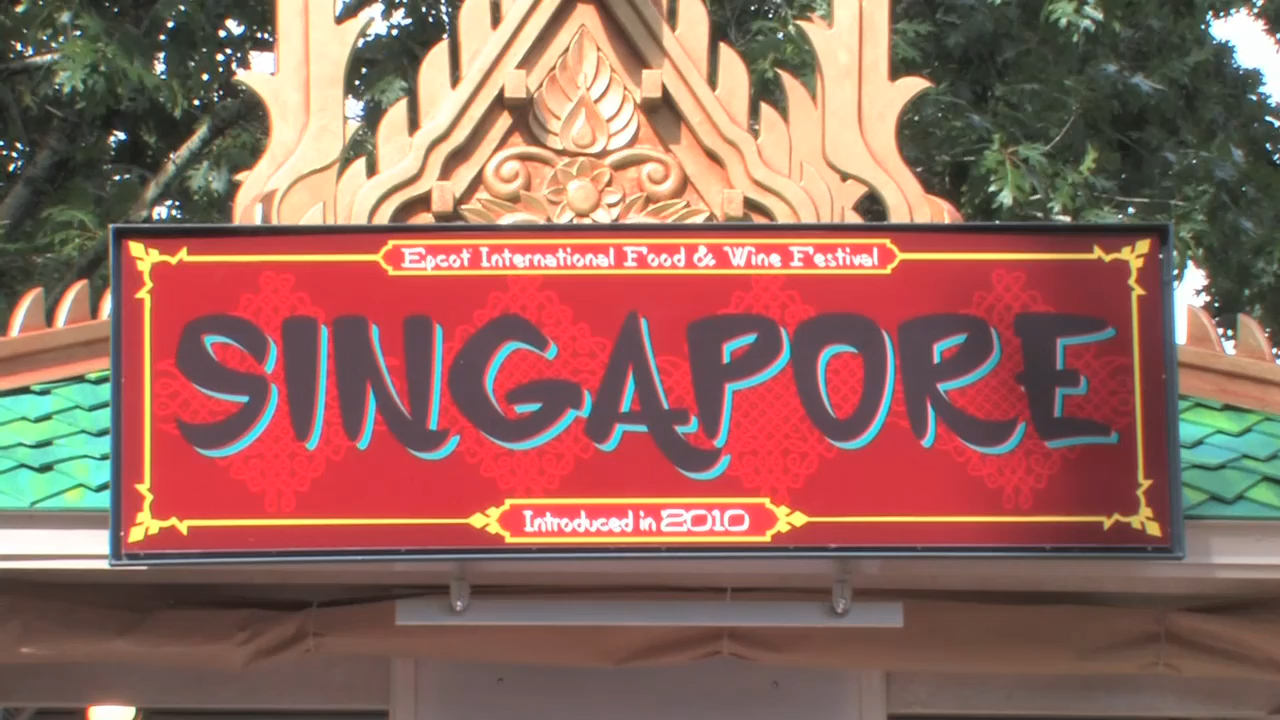 Epcot International Food & Wine Festival
SINGAPORE
Introduced in 2010